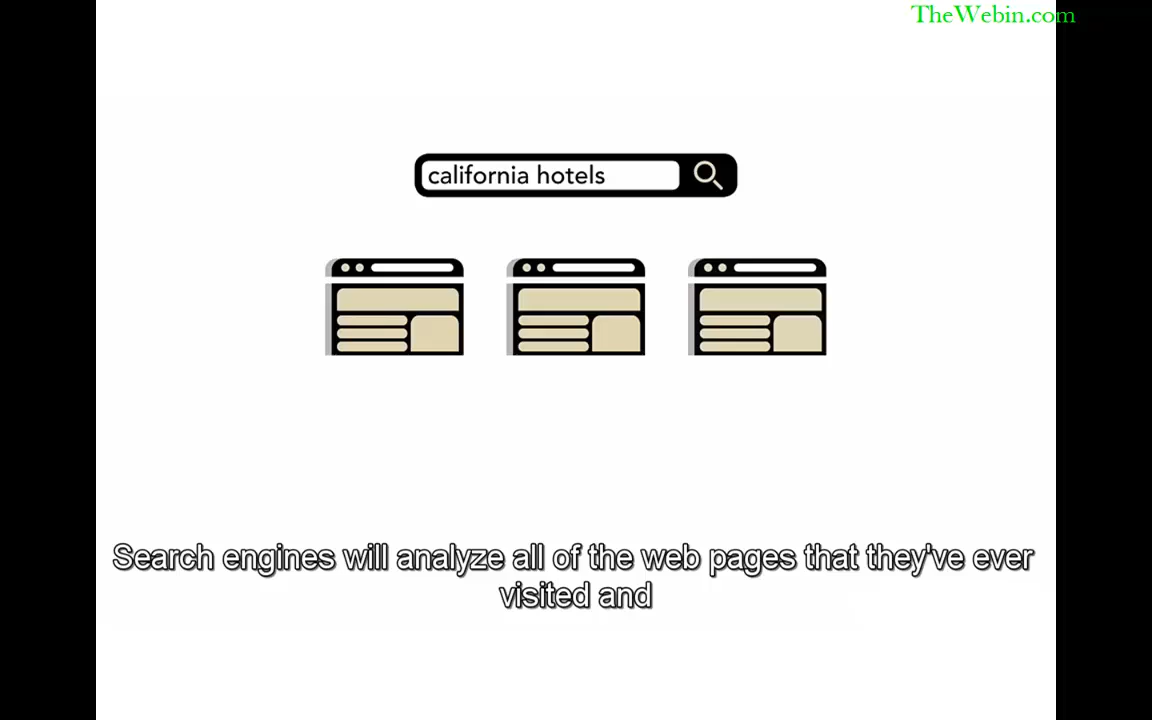 TheWebin.com
california hotels
Search engines will analyze all of the web pages that they've ever
visited and